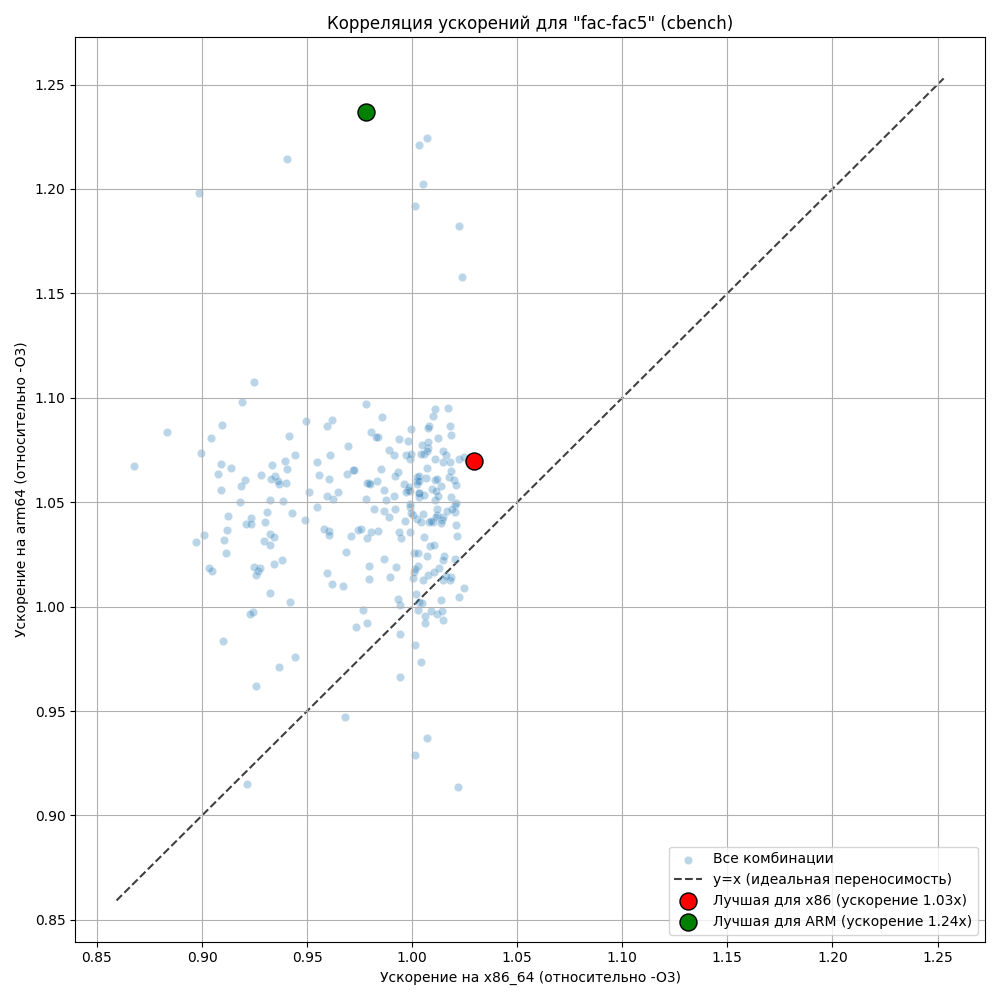 Корреляция ускорений для "fac-fac5" (cbench)
Ускорение на arm64 (относительно -O3)
1.25
1.20
1.15
1.10
1.05
1.00
0.95
0.90
0.85
Все комбинации
y=x (идеальная переносимость)
Лучшая для x86 (ускорение 1.03x)
Лучшая для ARM (ускорение 1.24x)
0.85 0.90 0.95 1.00 1.05 1.10 1.15 1.20 1.25
Ускорение на x86_64 (относительно -O3)